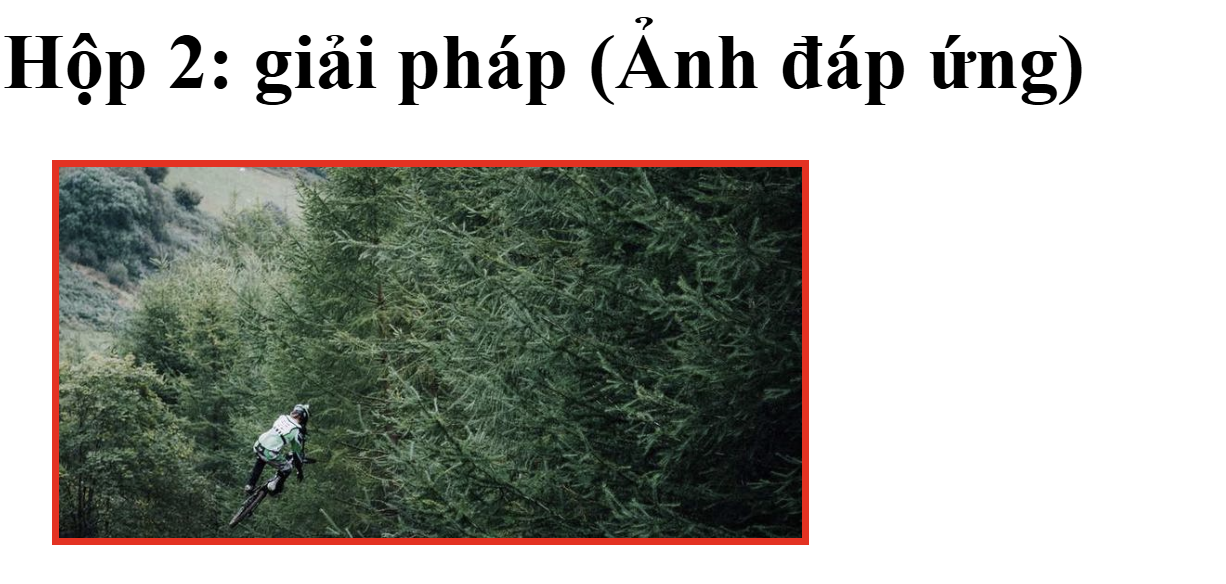 Hộp 2: giải pháp (Ảnh đáp ứng)